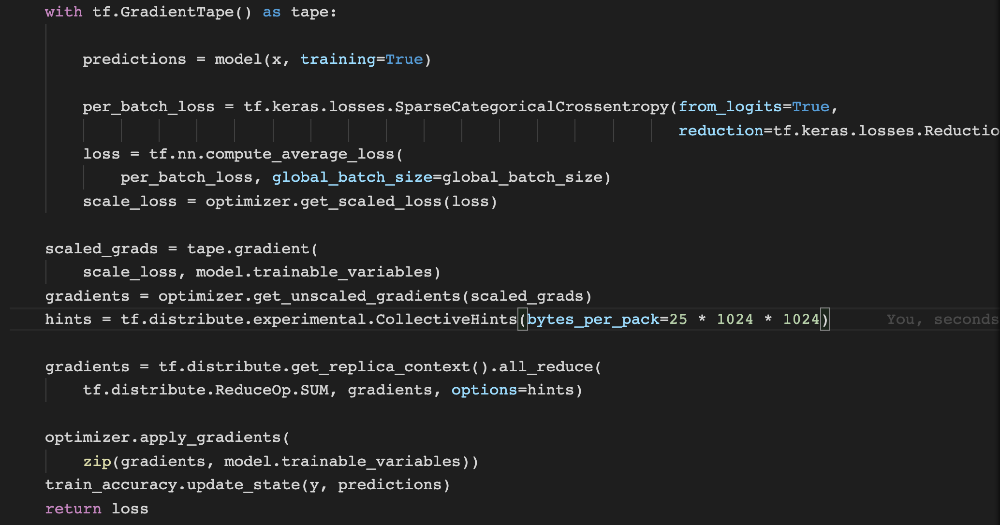 with tf.GradientTape() as tape:
predictions = model(x, training=True)
per_batch_loss = tf.keras.losses.SparseCategoricalCrossentropy(from_logits=True,
reduction=tf.keras.losses.Reductio
loss = tf.nn.compute_average_loss(
per_batch_loss, global_batch_size=global_batch_size)
scale_loss = optimizer.get_scaled_loss(loss)
scaled_grads = tape.gradient(
scale_loss, model.trainable_variables)
gradients = optimizer.get_unscaled_gradients(scaled_grads)
hints = tf.distribute.experimental.CollectiveHints(bytes_per_pack=25 * 1024 * 1024) You, seconds
gradients = tf.distribute.get_replica_context().all_reduce(
tf.distribute.ReduceOp.SUM, gradients, options=hints)
optimizer.apply_gradients(
zip(gradients, model.trainable_variables))
train_accuracy.update_state(y, predictions)
return loss